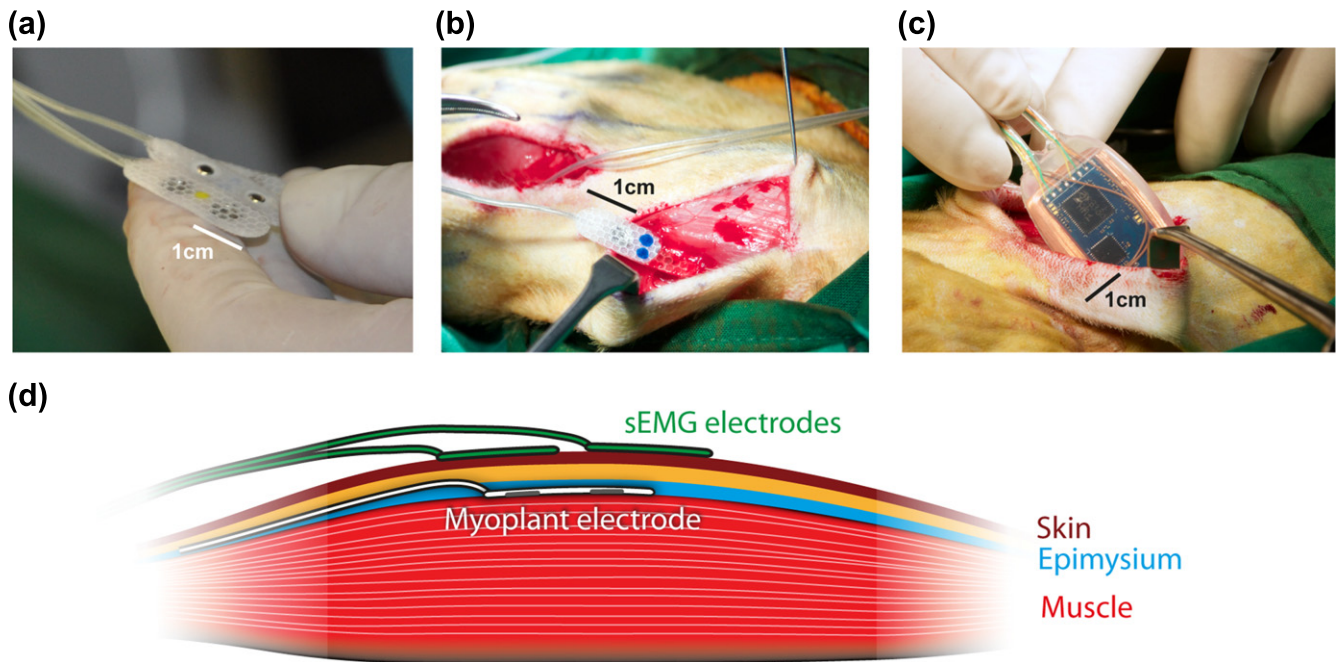 (a)
(b)
(c)
1cm
1cm
1cm
(d)
sEMG electrodes
Myoplant electrode
Skin
Epimysium
Muscle